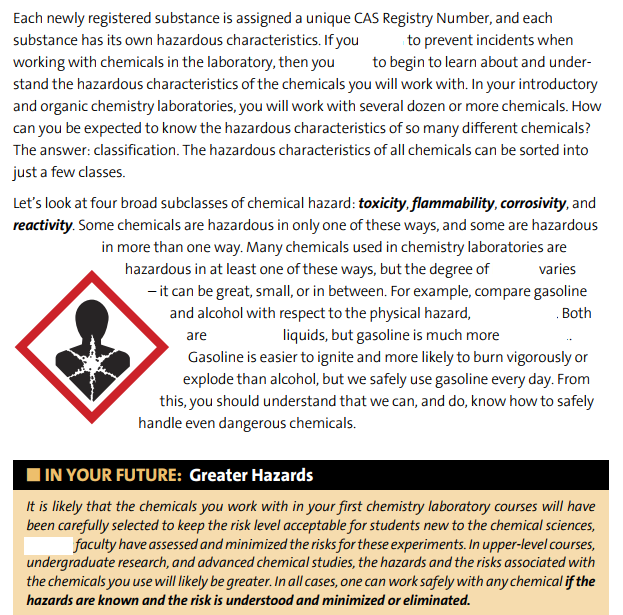 Each newly registered substance is assigned a unique CAS Registry Number, and each
substance has its own hazardous characteristics. If you to prevent incidents when
working with chemicals in the laboratory, then you to begin to learn about and under-
stand the hazardous characteristics of the chemicals you will work with. In your introductory
and organic chemistry laboratories, you will work with several dozen or more chemicals. How
can you be expected to know the hazardous characteristics of so many different chemicals?
The answer: classification. The hazardous characteristics of all chemicals can be sorted into
just a few classes.
Let's look at four broad subclasses of chemical hazard: toxicity, flammability, corrosivity, and
reactivity. Some chemicals are hazardous in only one of these ways, and some are hazardous
in more than one way. Many chemicals used in chemistry laboratories are
hazardous in at least one of these ways, but the degree of varies
– it can be great, small, or in between. For example, compare gasoline
and alcohol with respect to the physical hazard, . Both
are liquids, but gasoline is much more ..
Gasoline is easier to ignite and more likely to burn vigorously or
explode than alcohol, but we safely use gasoline every day. From
this, you should understand that we can, and do, know how to safely
handle even dangerous chemicals.
IN YOUR FUTURE: Greater Hazards
It is likely that the chemicals you work with in your first chemistry laboratory courses will have
been carefully selected to keep the risk level acceptable for students new to the chemical sciences,
faculty have assessed and minimized the risks for these experiments. In upper-level courses,
undergraduate research, and advanced chemical studies, the hazards and the risks associated with
the chemicals you use will likely be greater. In all cases, one can work safely with any chemical if the
hazards are known and the risk is understood and minimized or eliminated.